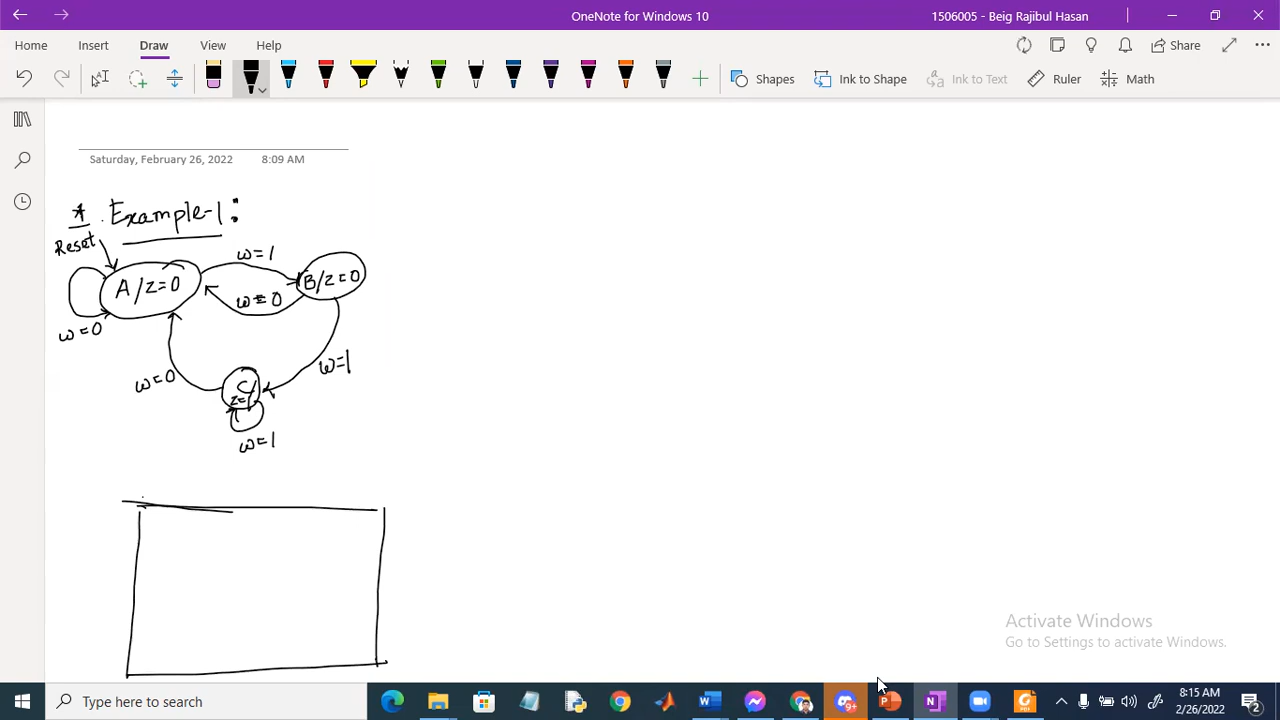 OneNote for Windows 10
1506005 - Beig Rajibul Hasan
Home Insert Draw View Help
Share
Shapes
Ink to Shape
Ink to Text
Ruler
Math
Saturday, February 26, 2022 8:09 AM
* Example-1:
Reset
w=1
A/z=0
B/z=0
w=0
w=0
w=1
w=0
C/
z=1
w=1
Activate Windows
Go to Settings to activate Windows.
Type here to search
9+
8:15 AM
2/26/2022
2